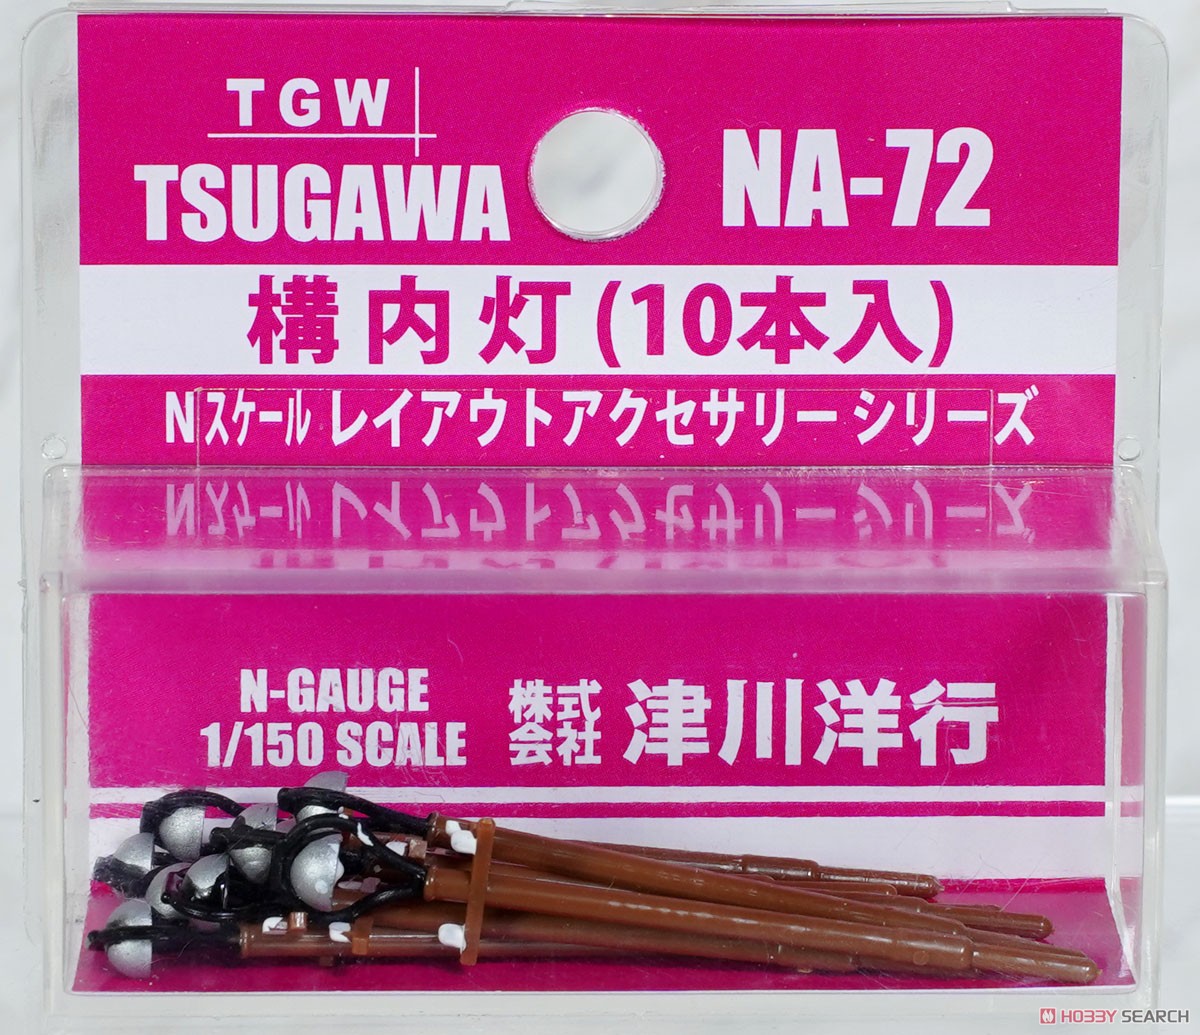 TGW
TSUGAWA
NA-72
構内灯(10本入)
Nスケール レイアウトアクセサリーシリーズ
N-GAUGE
1/150 SCALE
株式会社 津川洋行
HOBBY SEARCH